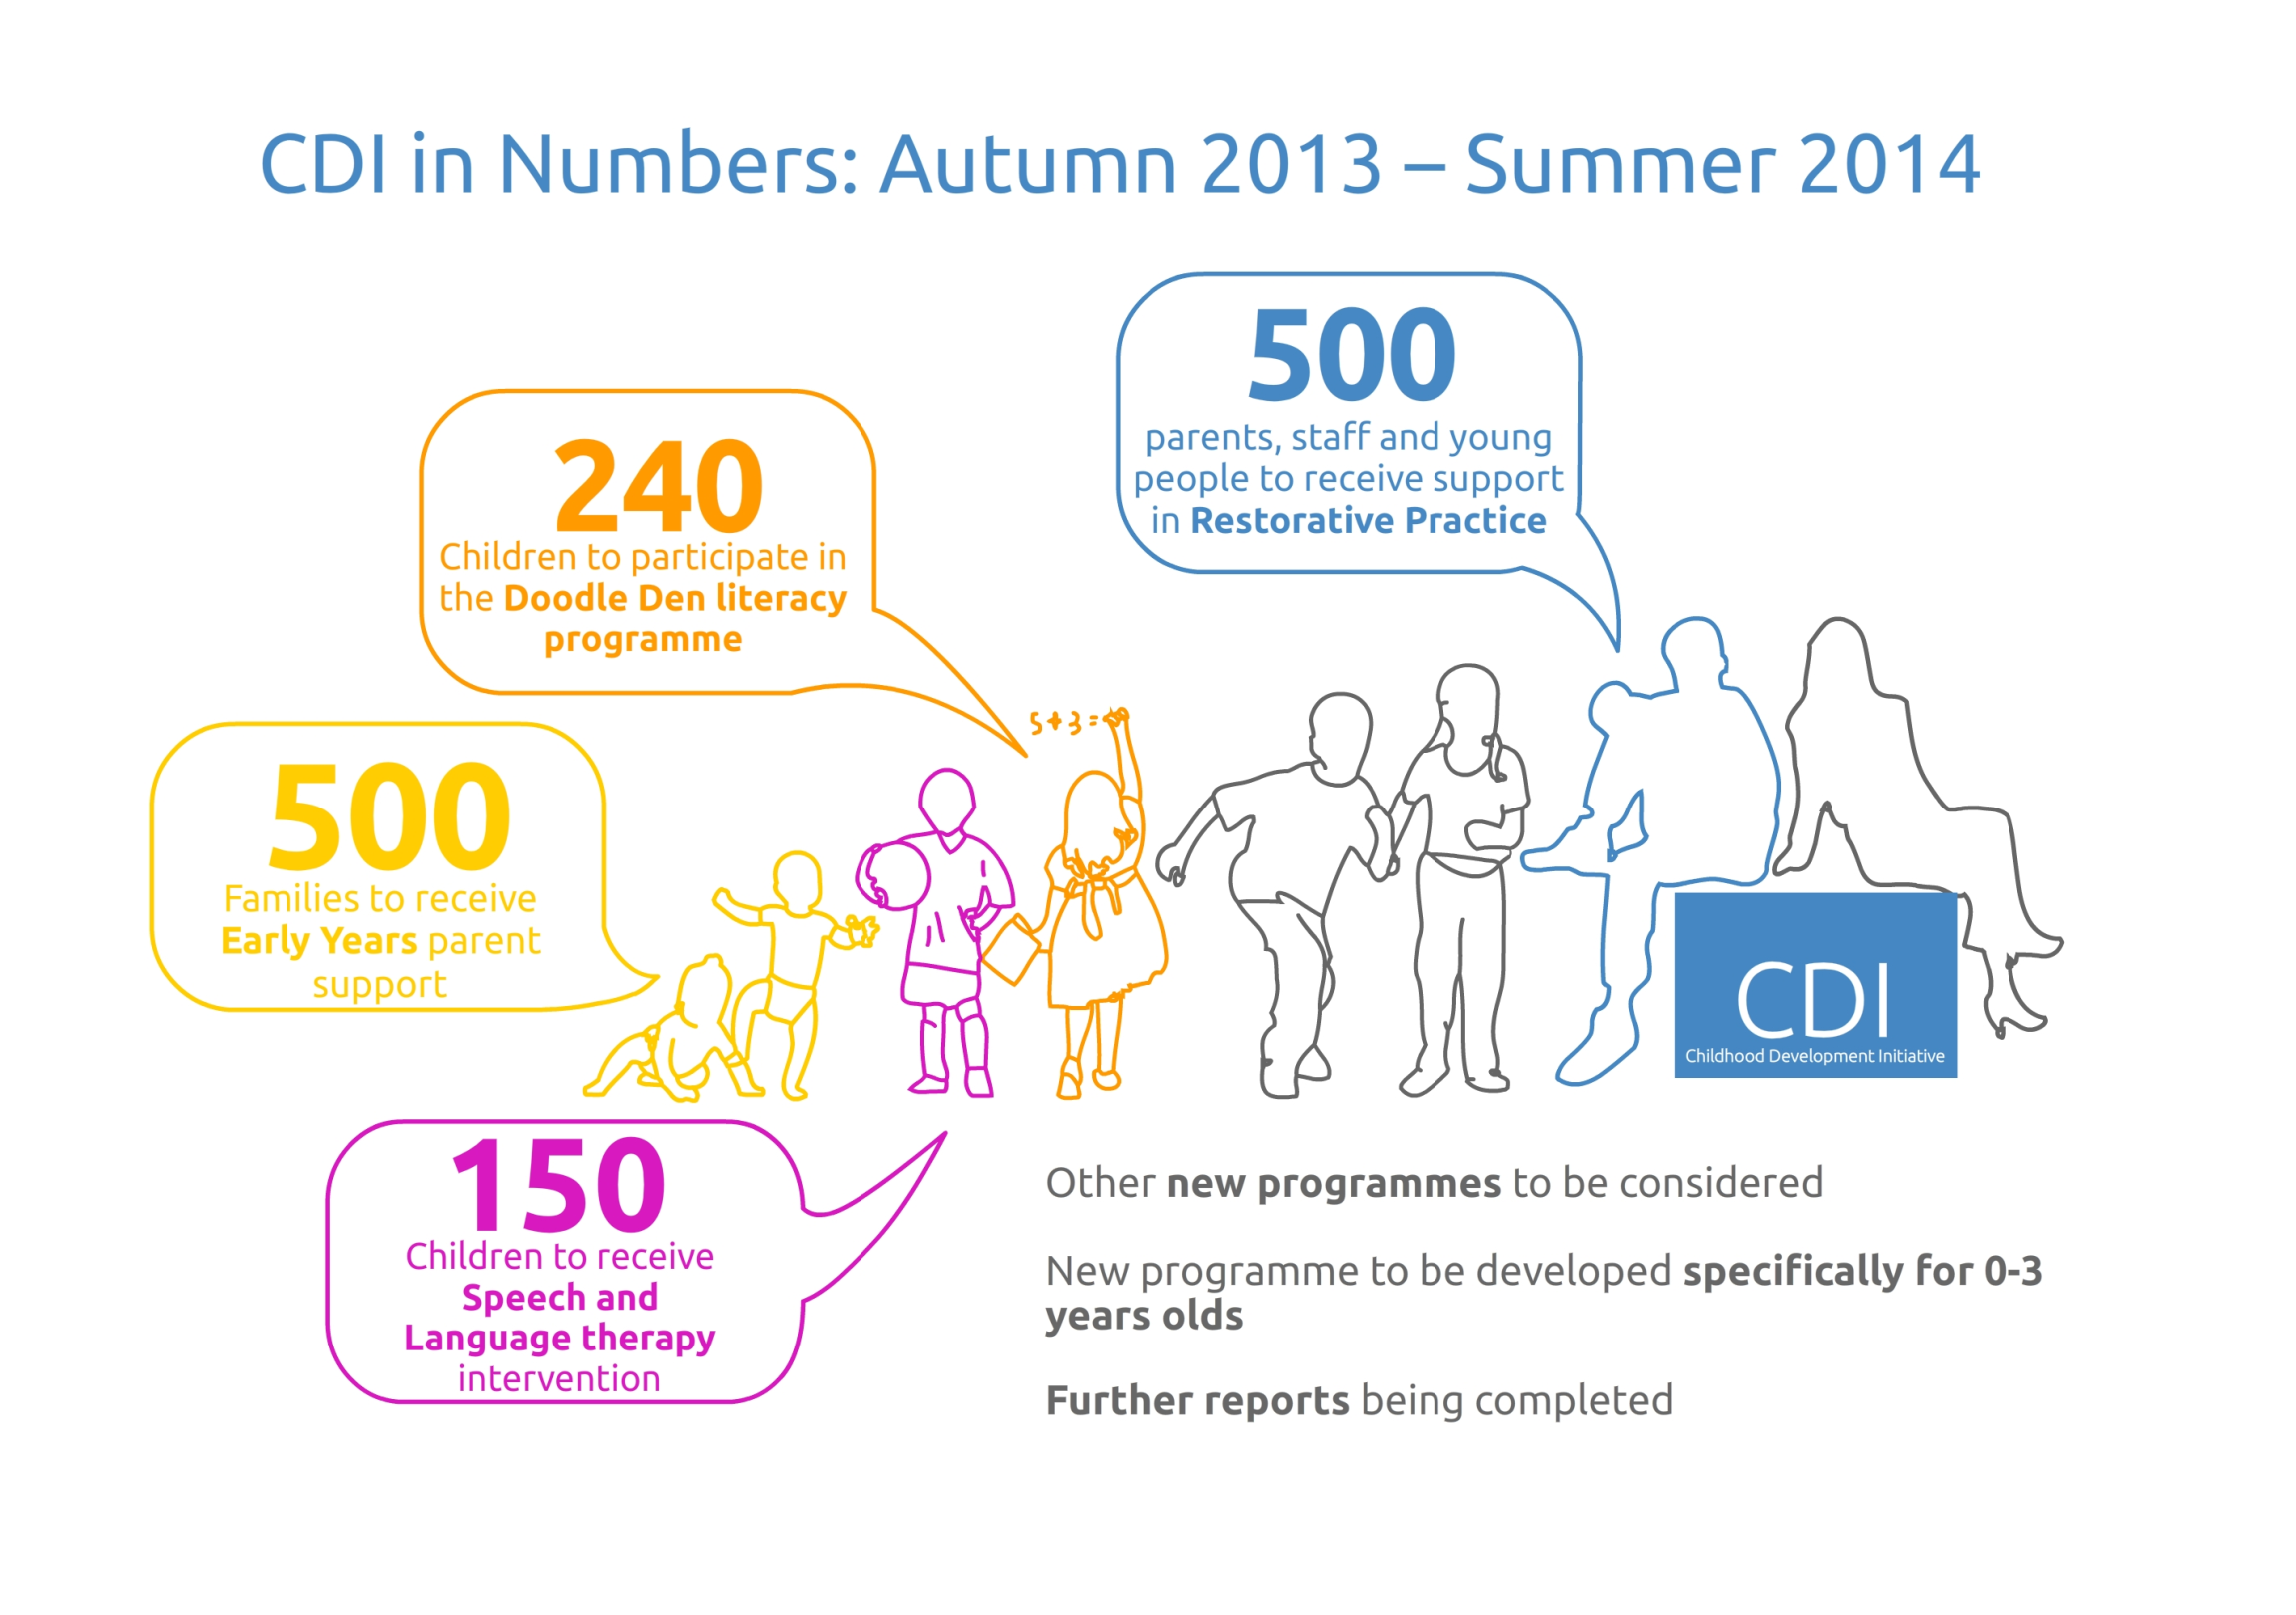 CDI in Numbers: Autumn 2013 – Summer 2014
500
parents, staff and young
people to receive support
in Restorative Practice
240
Children to participate in
the Doodle Den literacy
programme
5+3=
500
Families to receive
Early Years parent
support
CDI
Childhood Development Initiative
150
Children to receive
Speech and
Language therapy
intervention
Other new programmes to be considered
New programme to be developed specifically for 0-3
years olds
Further reports being completed